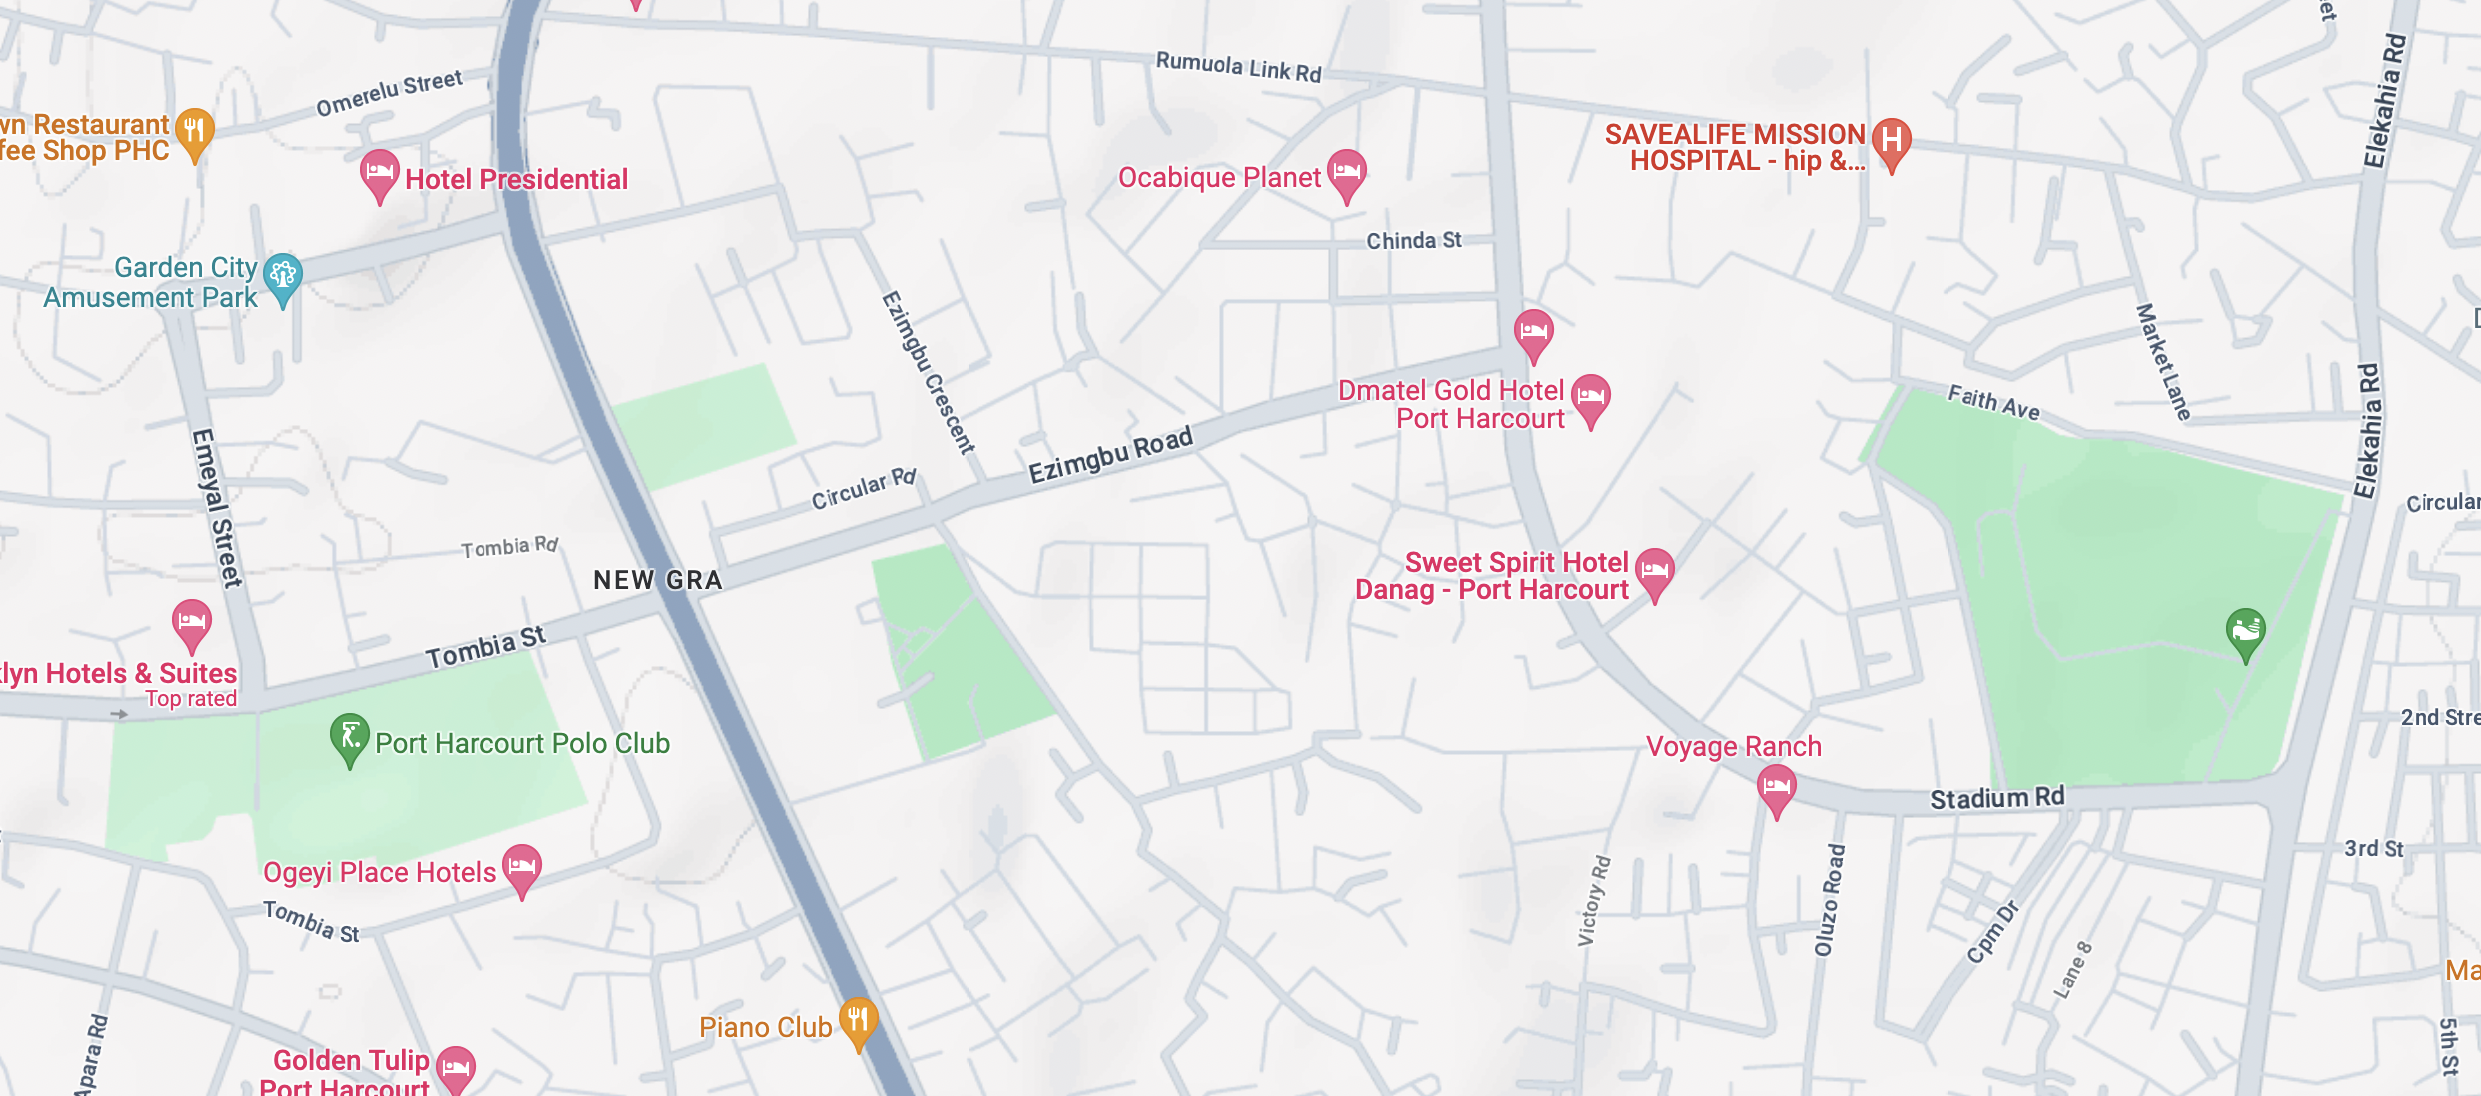 eet
Elekahia Rd
Rumuola Link Rd
Omerelu Street
wn Restaurant
fee Shop PHC
SAVEALIFE MISSION
HOSPITAL - hip &...
Hotel Presidential
Ocabique Planet
Chinda St
Garden City
Amusement Park
Ezimgbu Crescent
Market Lane
Dmatel Gold Hotel
Port Harcourt
Faith Ave
Elekahia Rd
Emeyal Street
Ezimgbu Road
Circular Rd
Circular
Tombia Rd
NEW GRA
Sweet Spirit Hotel
Danag - Port Harcourt
Tombia St
klyn Hotels & Suites
Top rated
Port Harcourt Polo Club
2nd Stre
Voyage Ranch
Stadium Rd
3rd St
Ogeyi Place Hotels
Tombia St
Victory Rd
Oluzo Road
Cpm Dr
Lane 8
Ma
Piano Club
Apara Rd
Golden Tulip
Port Harcourt
5th St